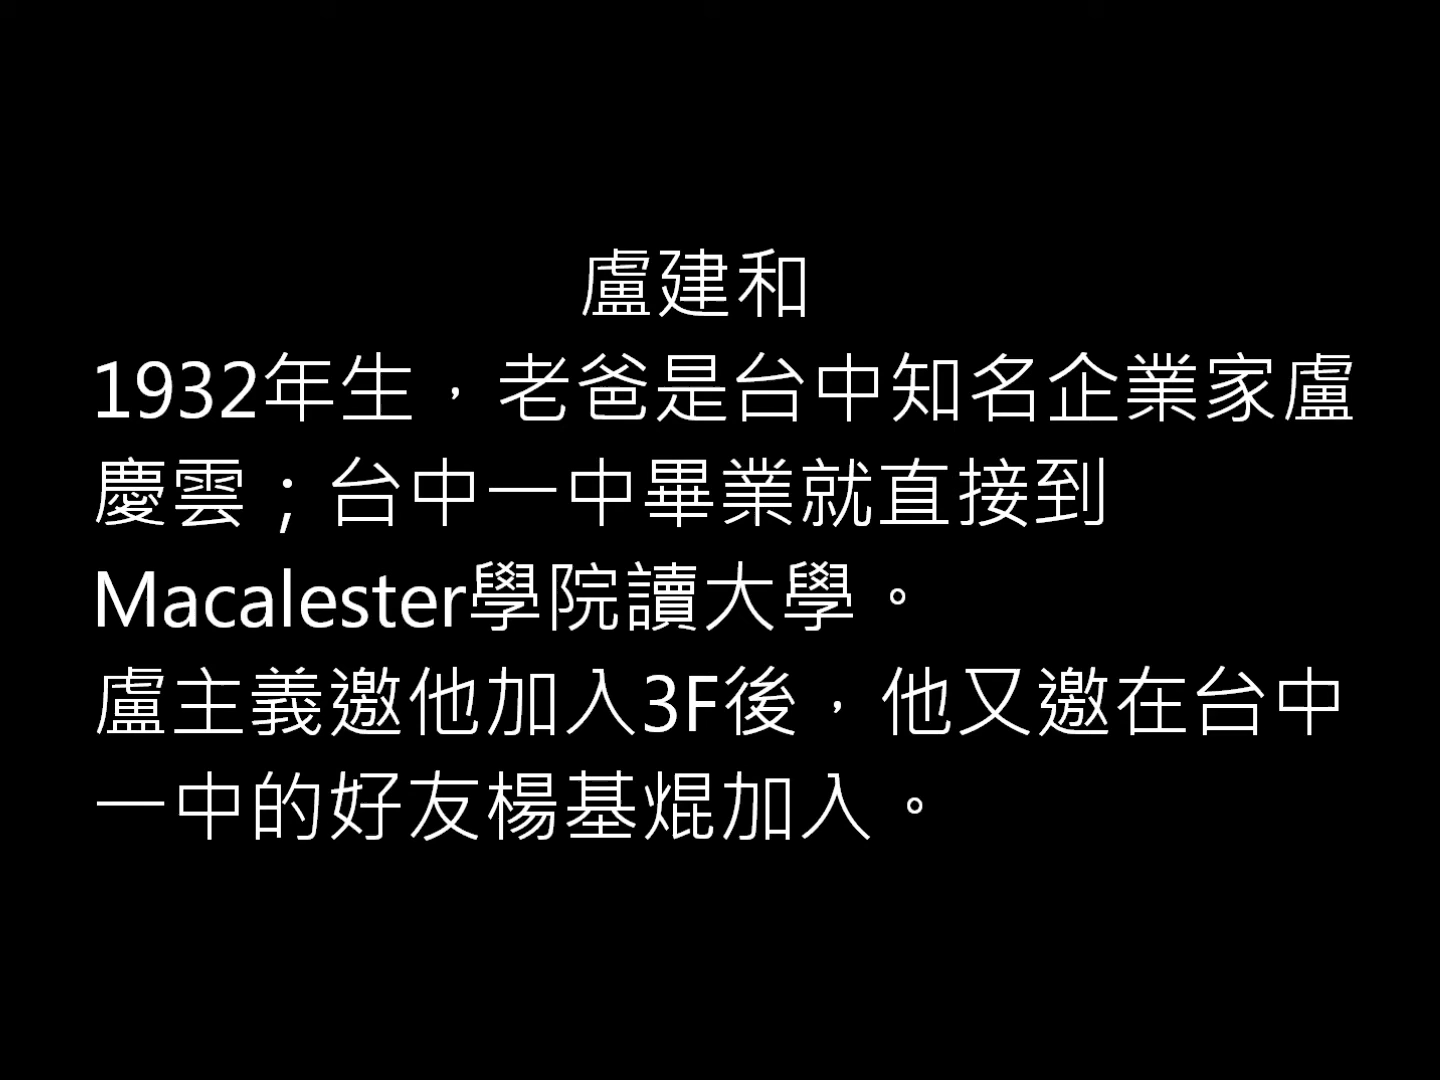 盧建和
1932年生，老爸是台中知名企業家盧
慶雲；台中一中畢業就直接到
Macalester學院讀大學。
盧主義邀他加入3F後，他又邀在台中
一中的好友楊基焜加入。